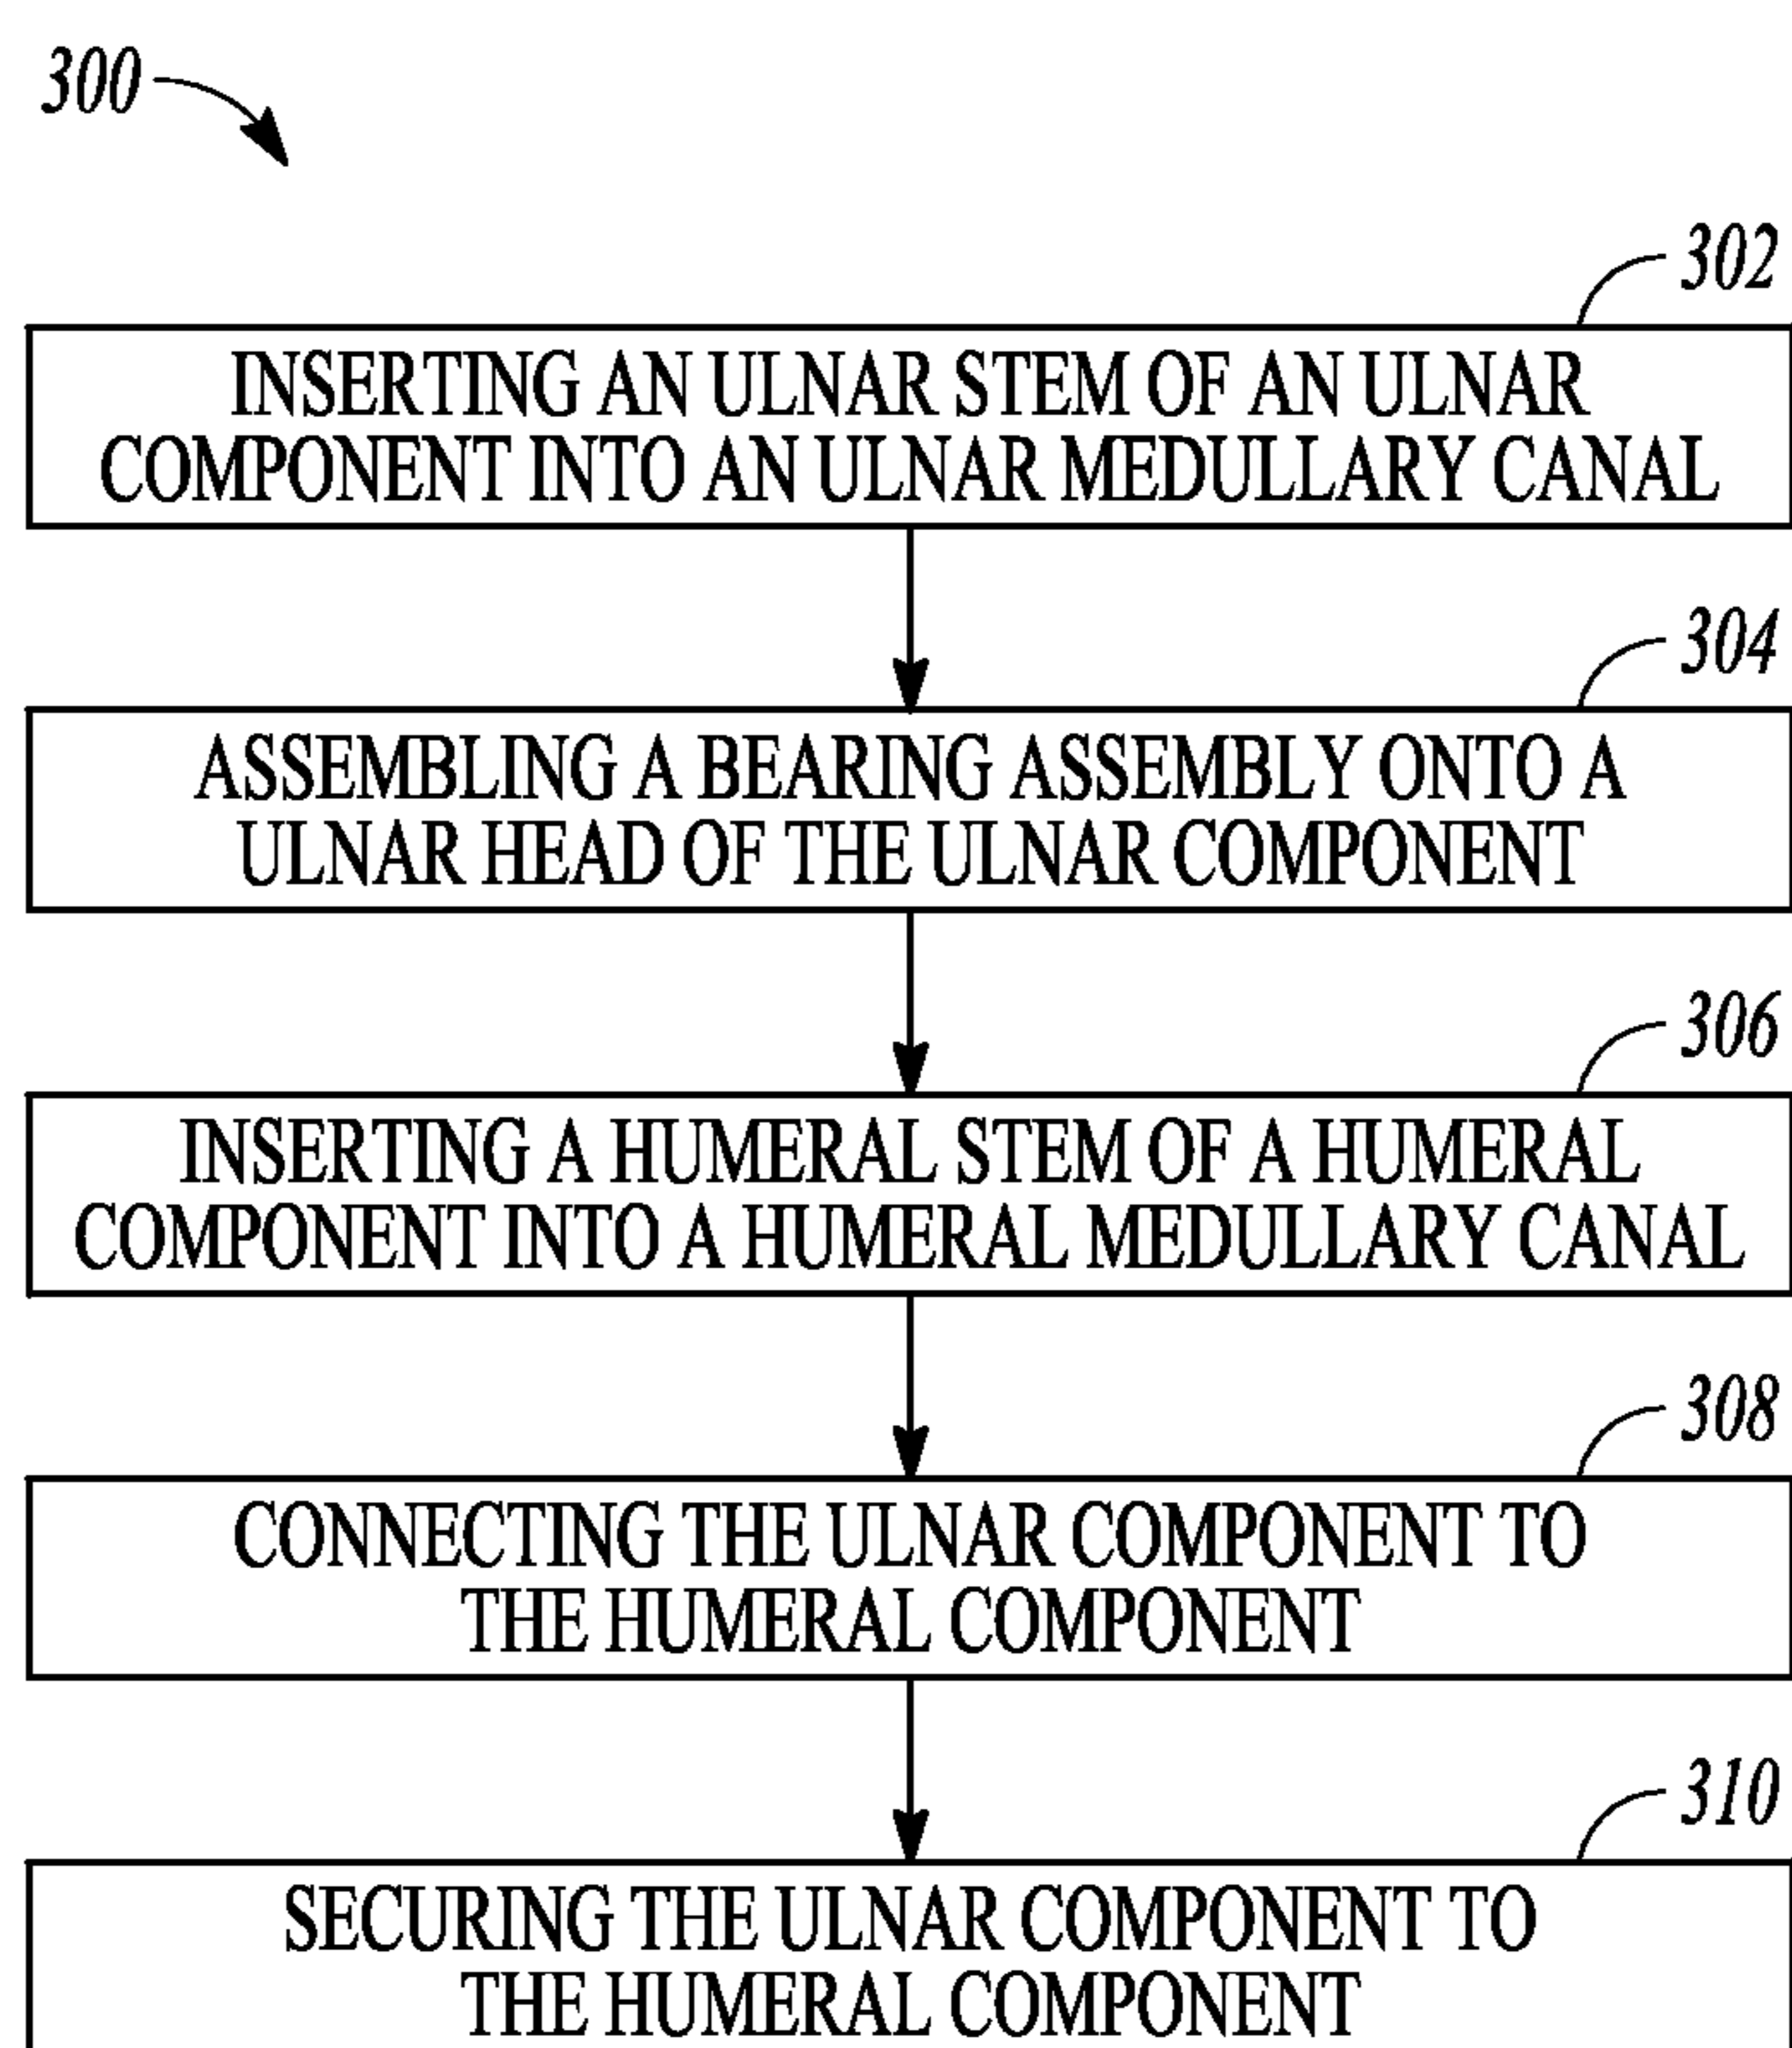 300
302
INSERTING AN ULNAR STEM OF AN ULNAR
COMPONENT INTO AN ULNAR MEDULLARY CANAL
304
ASSEMBLING A BEARING ASSEMBLY ONTO A
ULNAR HEAD OF THE ULNAR COMPONENT
306
INSERTING A HUMERAL STEM OF A HUMERAL
COMPONENT INTO A HUMERAL MEDULLARY CANAL
308
CONNECTING THE ULNAR COMPONENT TO
THE HUMERAL COMPONENT
310
SECURING THE ULNAR COMPONENT TO
THE HUMERAL COMPONENT